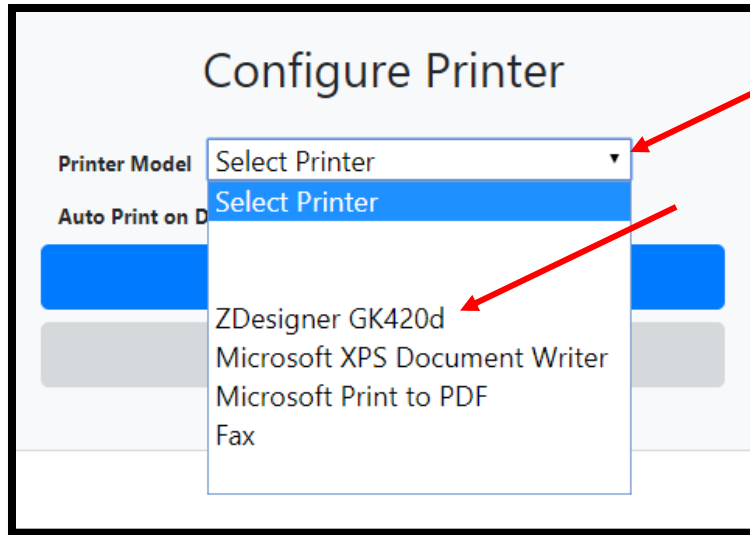 Configure Printer
Printer Model Select Printer
Select Printer
Auto Print on D
ZDesigner GK420d
Microsoft XPS Document Writer
Microsoft Print to PDF
Fax